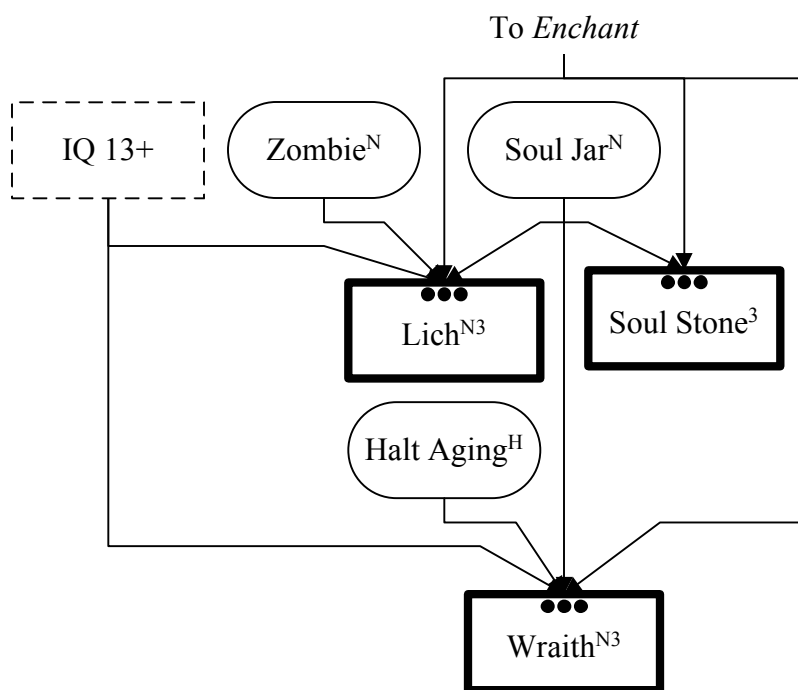 To Enchant
IQ 13+
Zombieᴺ
Soul Jarᴺ
Lichᴺ³
Soul Stone³
Halt Agingᴴ
Wraithᴺ³